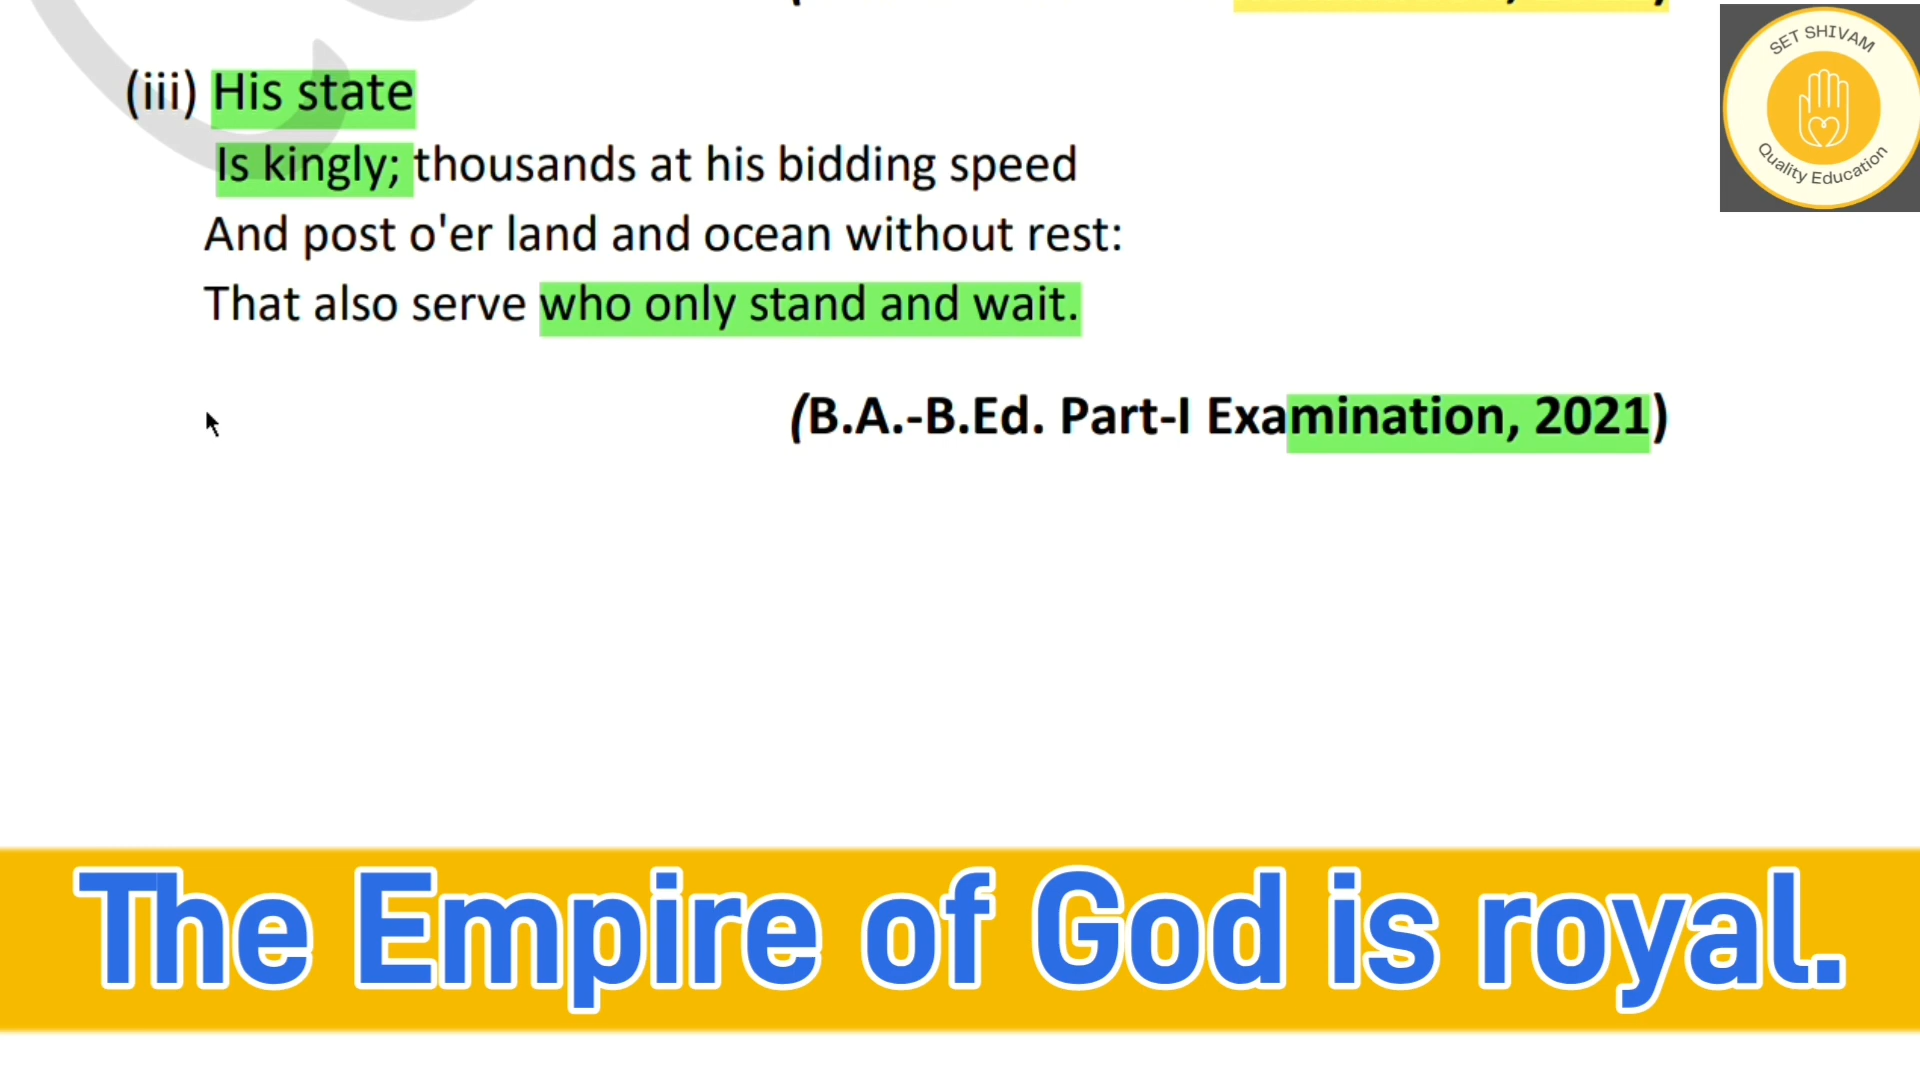 (iii) His state
Is kingly; thousands at his bidding speed
And post o'er land and ocean without rest:
That also serve who only stand and wait.
(B.A.-B.Ed. Part-I Examination, 2021)
SET SHIVAM
Quality Education
The Empire of God is royal.